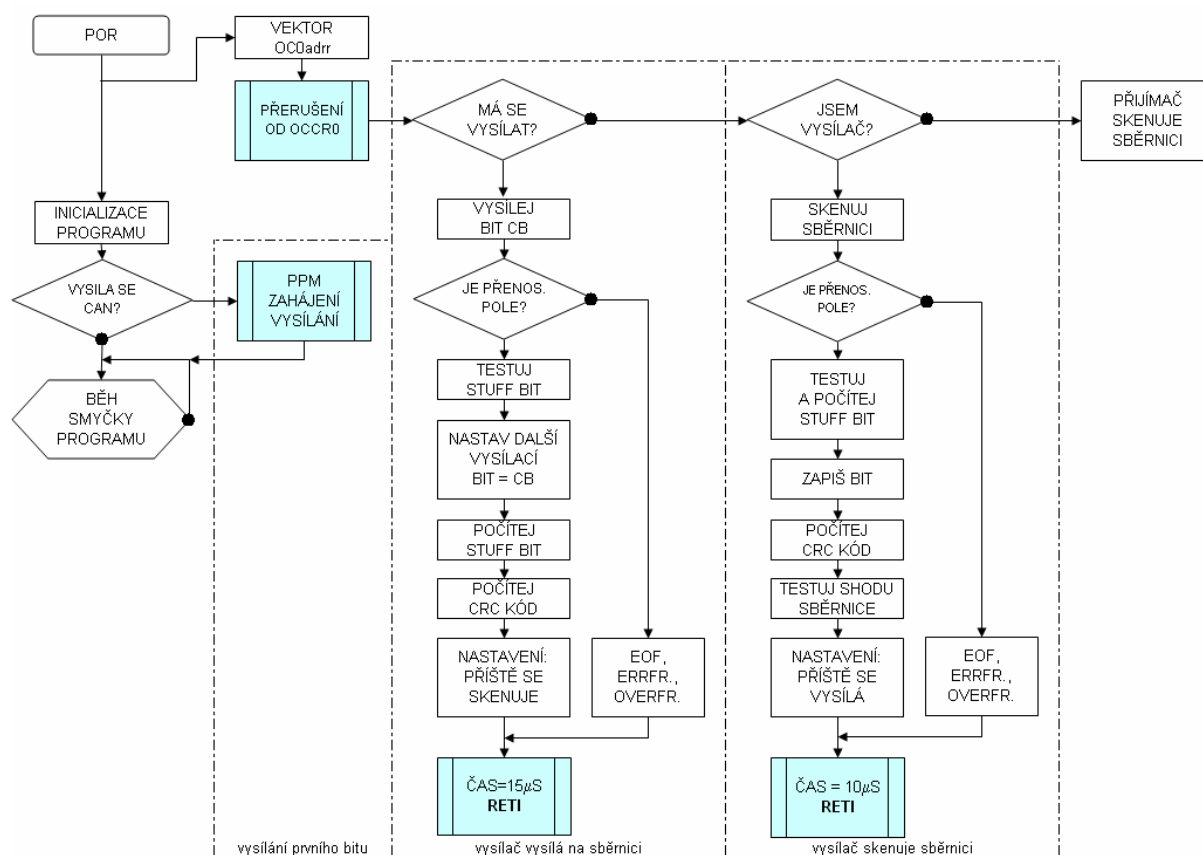 POR
VEKTOR
OC0adrr
PŘERUŠENÍ
OD OCCR0
INICIALIZACE
PROGRAMU
VYSILA SE
CAN?
PPM
ZAHÁJENÍ
VYSÍLÁNÍ
BĚH
SMYČKY
PROGRAMU
vysílání prvního bitu
MÁ SE
VYSÍLAT?
VYSÍLEJ
BIT CB
JE PŘENOS.
POLE?
TESTUJ
STUFF BIT
NASTAV DALŠÍ
VYSÍLACÍ
BIT = CB
POČÍTEJ
STUFF BIT
POČÍTEJ
CRC KÓD
NASTAVENÍ:
PŘÍŠTĚ SE
SKENUJE
EOF,
ERRFR.,
OVERFR.
ČAS=15µS
RETI
vysílač vysílá na sběrnici
JSEM
VYSÍLAČ?
SKENUJ
SBĚRNICI
JE PŘENOS.
POLE?
TESTUJ
A POČÍTEJ
STUFF BIT
ZAPIŠ BIT
POČÍTEJ
CRC KÓD
TESTUJ SHODU
SBĚRNICE
NASTAVENÍ:
PŘÍŠTĚ SE
VYSÍLÁ
EOF,
ERRFR.,
OVERFR.
ČAS = 10µS
RETI
vysílač skenuje sběrnici
PŘIJÍMAČ
SKENUJE
SBĚRNICI